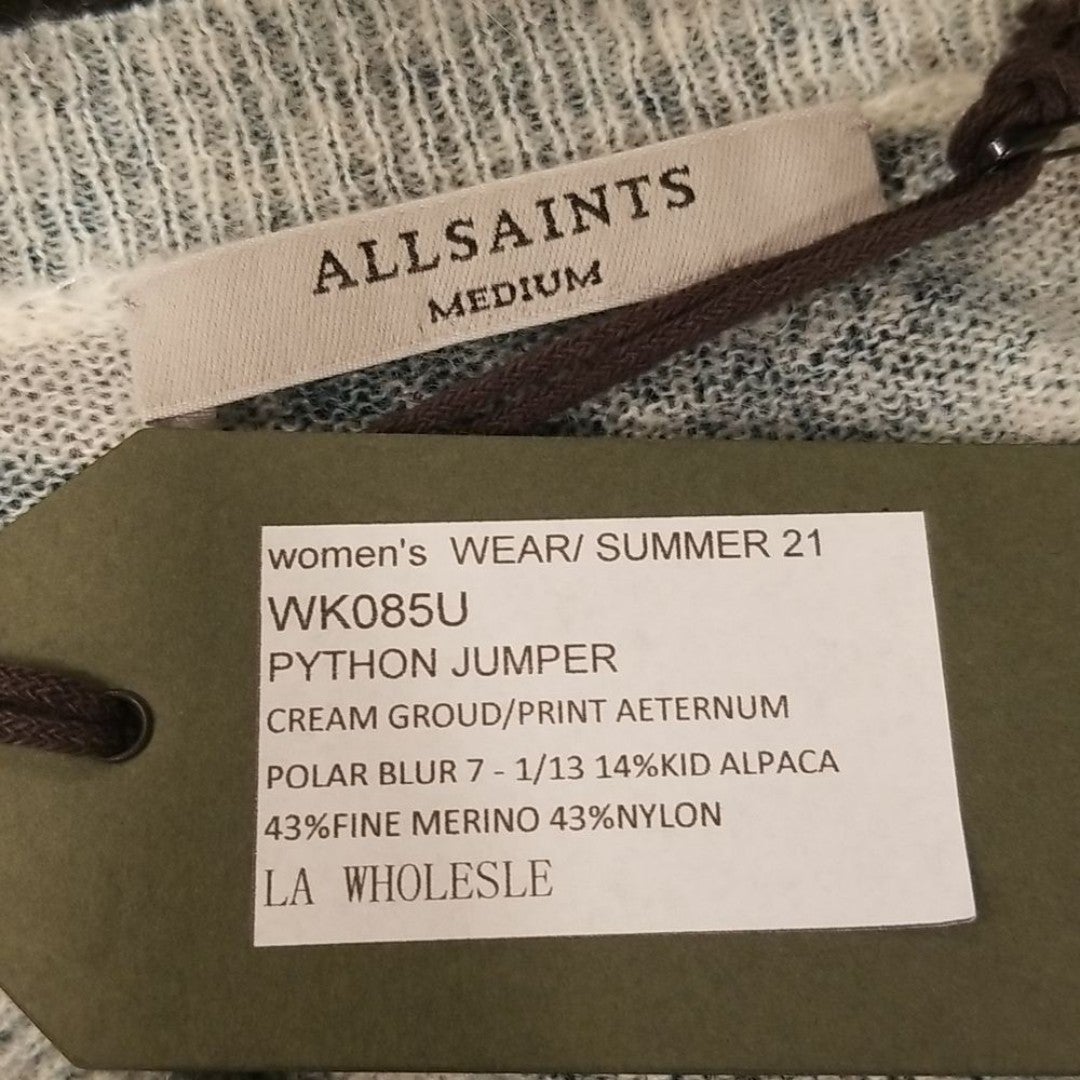 ALLSAINTS
MEDIUM
women's WEAR/ SUMMER 21
WK085U
PYTHON JUMPER
CREAM GROUD/PRINT AETERNUM
POLAR BLUR 7 - 1/13 14%KID ALPACA
43%FINE MERINO 43%NYLON
LA WHOLESLE